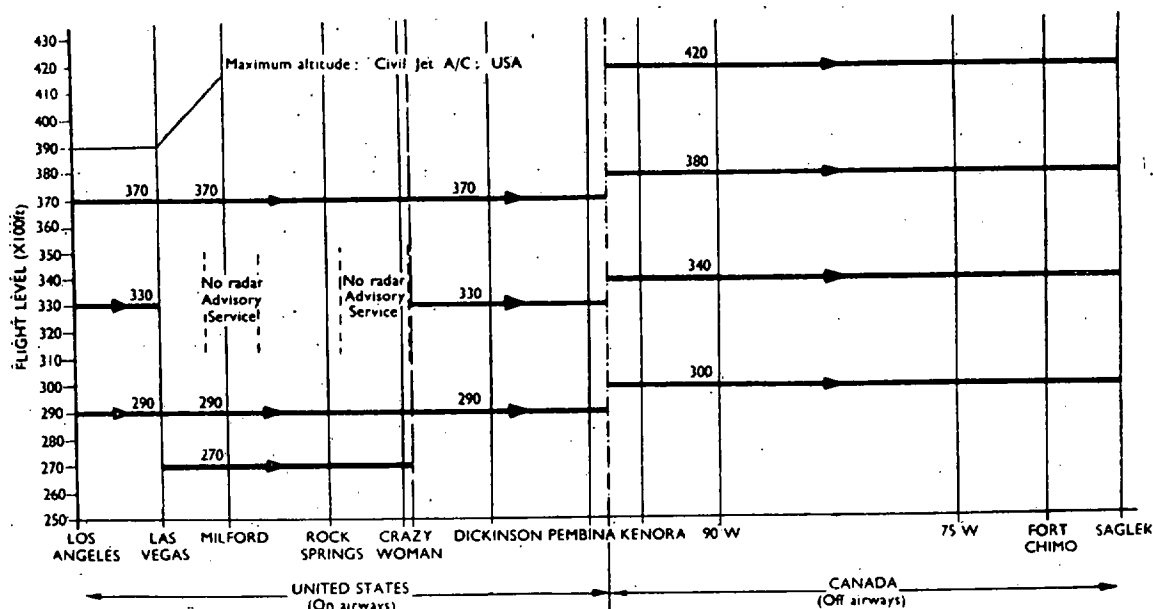 430
420
410
400
390
380
370
360
350
340
330
320
310
300
290
280
270
260
250
FLIGHT LEVEL (X100ft)
Maximum altitude: Civil Jet A/C: USA
420
380
370 370 370
340
330 330
No radar
Advisory
Service
No radar
Advisory
Service
300
290 290 290
270
LOS
ANGELES
LAS
VEGAS
MILFORD
ROCK
SPRINGS
CRAZY
WOMAN
DICKINSON
PEMBINA
KENORA
90 W
75 W
FORT
CHIMO
SAGLEK
UNITED STATES
(On airways)
CANADA
(Off airways)